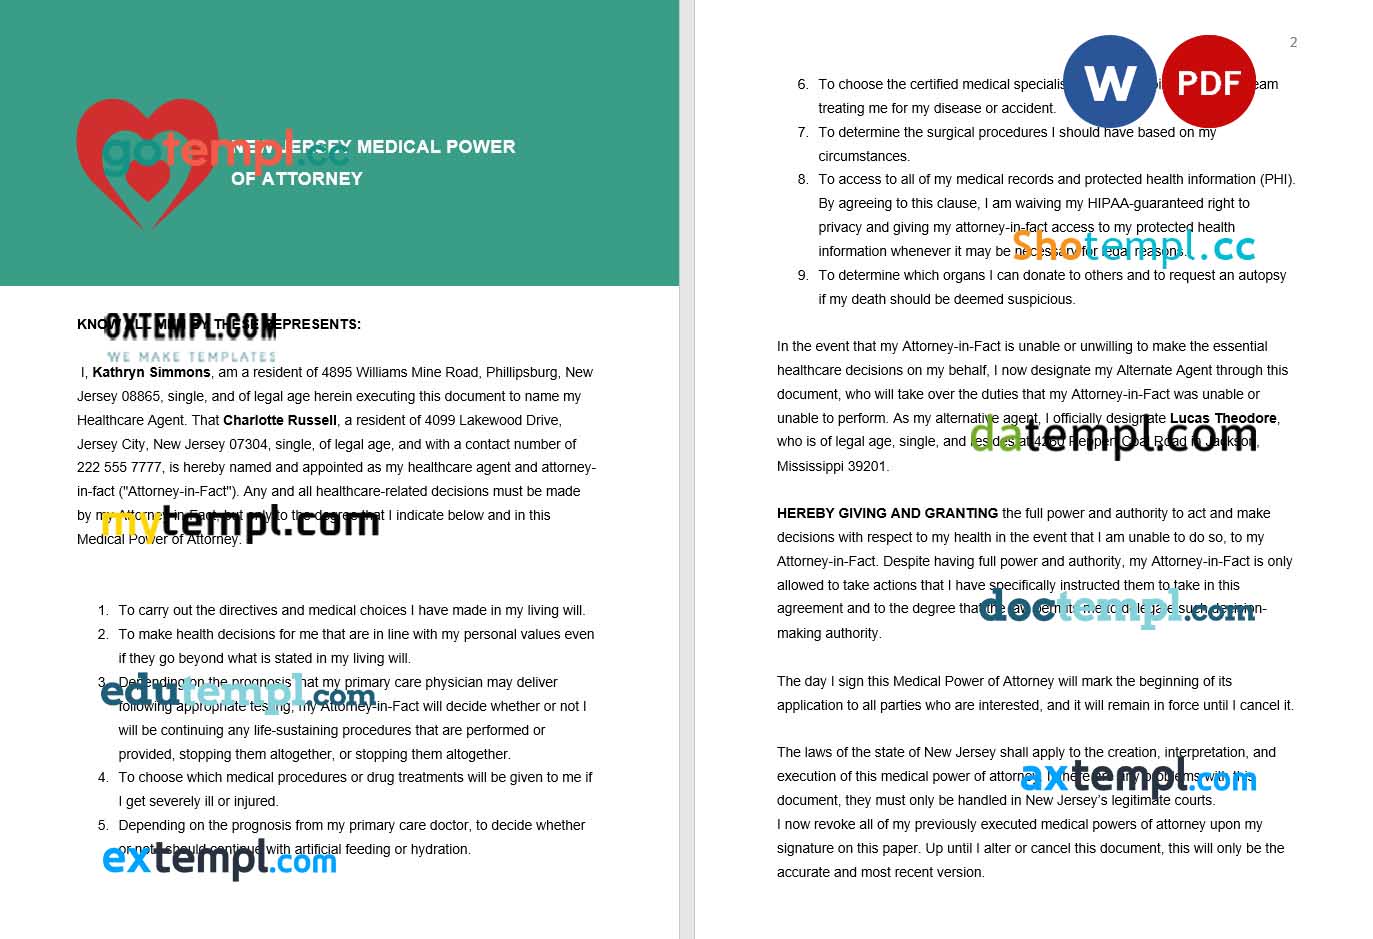 gotempl.cc
NEW JERSEY MEDICAL POWER
OF ATTORNEY
KNOW ALL MEN BY THESE REPRESENTS:
OXTEMPL.COM
WE MAKE TEMPLATES
I, Kathryn Simmons, am a resident of 4895 Williams Mine Road, Phillipsburg, New
Jersey 08865, single, and of legal age herein executing this document to name my
Healthcare Agent. That Charlotte Russell, a resident of 4099 Lakewood Drive,
Jersey City, New Jersey 07304, single, of legal age, and with a contact number of
222 555 7777, is hereby named and appointed as my healthcare agent and attorney-
in-fact ("Attorney-in-Fact"). Any and all healthcare-related decisions must be made
by my Attorney-in-Fact, but only to the degree that I indicate below and in this
mytempl.com
Medical Power of Attorney.
1. To carry out the directives and medical choices I have made in my living will.
2. To make health decisions for me that are in line with my personal values even
if they go beyond what is stated in my living will.
3. Depending on the prognosis that my primary care physician may deliver
edutempl.com
following appropriate testing, my Attorney-in-Fact will decide whether or not I
will be continuing any life-sustaining procedures that are performed or
provided, stopping them altogether, or stopping them altogether.
4. To choose which medical procedures or drug treatments will be given to me if
I get severely ill or injured.
5. Depending on the prognosis from my primary care doctor, to decide whether
or not I should continue with artificial feeding or hydration.
extempl.com
2
W PDF
6. To choose the certified medical eam
treating me for my disease or accident.
7. To determine the surgical procedures I should have based on my
circumstances.
8. To access to all of my medical records and protected health information (PHI).
By agreeing to this clause, I am waiving my HIPAA-guaranteed right to
privacy and giving my attorney-in-fact access to my protected health
information whenever it may be necessary for legal reasons.
Shotempl.cc
9. To determine which organs I can donate to others and to request an autopsy
if my death should be deemed suspicious.
In the event that my Attorney-in-Fact is unable or unwilling to make the essential
healthcare decisions on my behalf, I now designate my Alternate Agent through this
document, who will take over the duties that my Attorney-in-Fact was unable or
unable to perform. As my alternative agent, I officially designate Lucas Theodore,
datempl.com
who is of legal age, single, and resides at Coal Road in Jackson,
Mississippi 39201.
HEREBY GIVING AND GRANTING the full power and authority to act and make
decisions with respect to my health in the event that I am unable to do so, to my
Attorney-in-Fact. Despite having full power and authority, my Attorney-in-Fact is only
allowed to take actions that I have specifically instructed them to take in this
agreement and to the degree that the law permits me to delegate such decision-
doctempl.com
making authority.
The day I sign this Medical Power of Attorney will mark the beginning of its
application to all parties who are interested, and it will remain in force until I cancel it.
The laws of the state of New Jersey shall apply to the creation, interpretation, and
execution of this medical power of attorney. If there are any problems with this
axtempl.com
document, they must only be handled in New Jersey's legitimate courts.
I now revoke all of my previously executed medical powers of attorney upon my
signature on this paper. Up until I alter or cancel this document, this will only be the
accurate and most recent version.